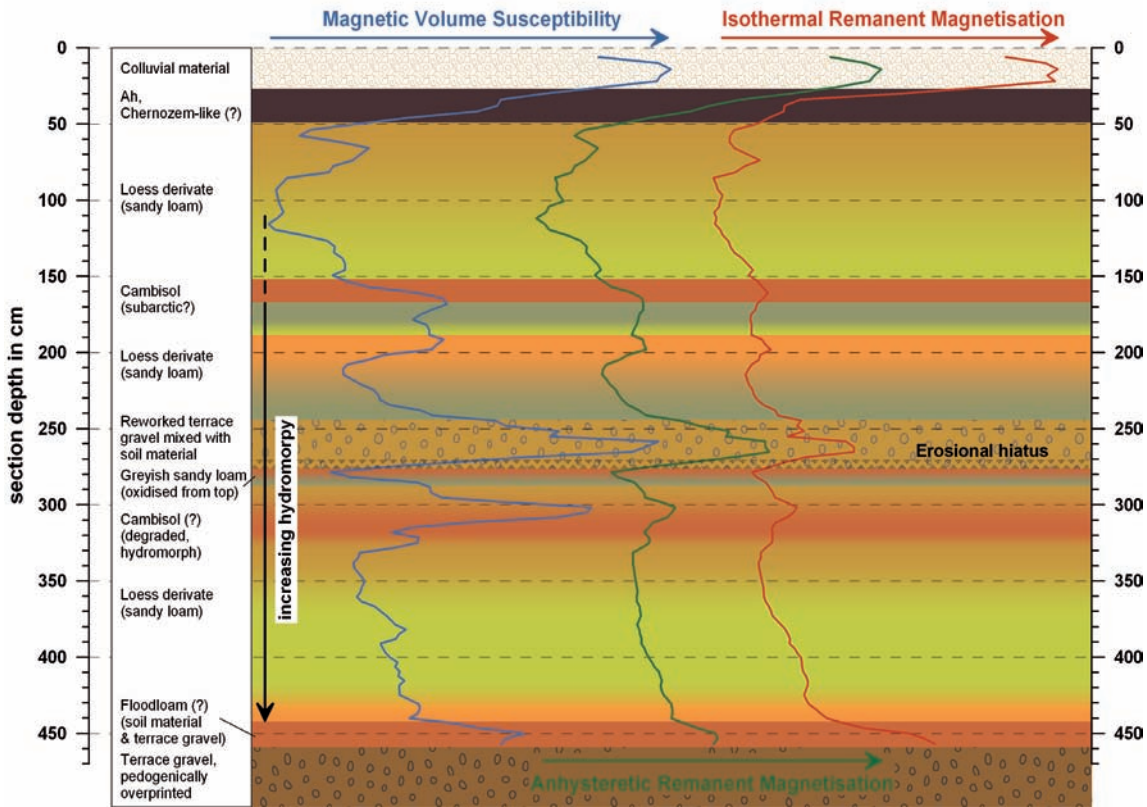 Magnetic Volume Susceptibility
Isothermal Remanent Magnetisation
section depth in cm
0
50
100
150
200
250
300
350
400
450
Colluvial material
Ah,
Chernozem-like (?)
Loess derivate
(sandy loam)
Cambisol
(subarctic?)
Loess derivate
(sandy loam)
Reworked terrace
gravel mixed with
soil material
Greyish sandy loam
(oxidised from top)
Cambisol (?)
(degraded,
hydromorph)
Loess derivate
(sandy loam)
Floodloam (?)
(soil material
& terrace gravel)
Terrace gravel,
pedogenically
overprinted
increasing hydromorpy
Erosional hiatus
Anhysteretic Remanent Magnetisation
0
50
100
150
200
250
300
350
400
450